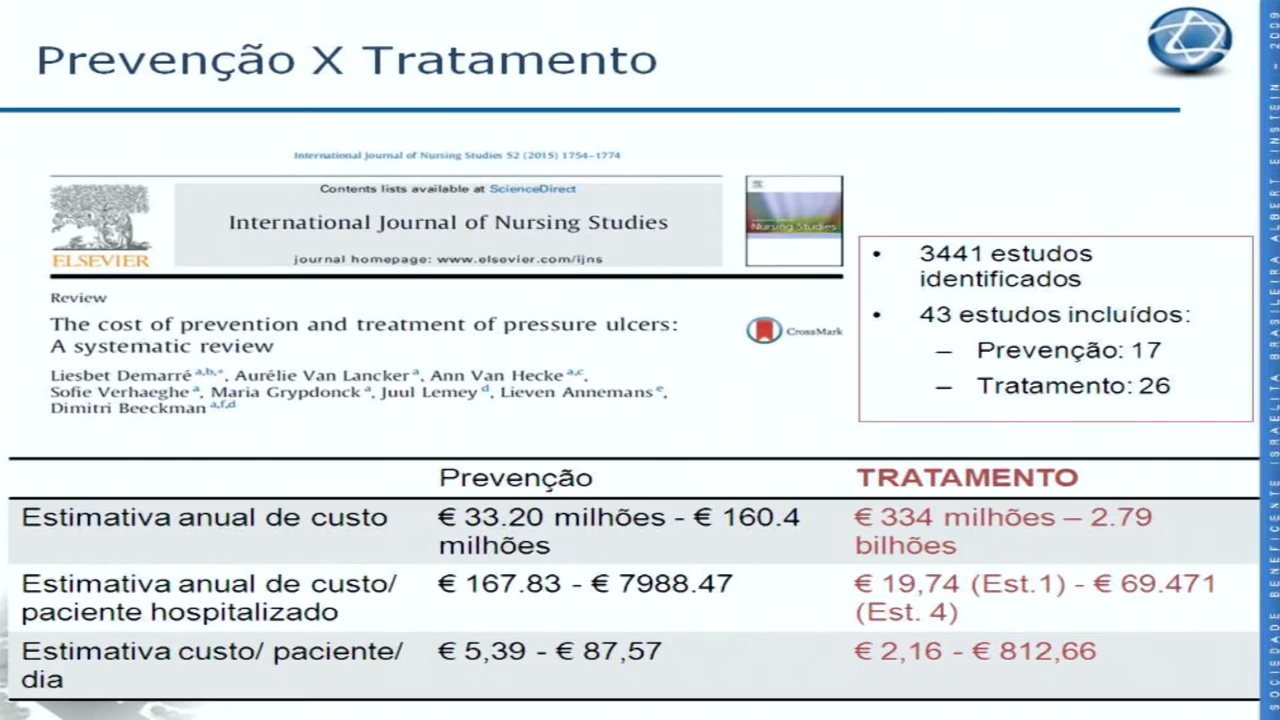 Prevenção X Tratamento
International Journal of Nursing Studies 52 (2015) 1754–1774
Contents lists available at ScienceDirect
International Journal of Nursing Studies
journal homepage: www.elsevier.com/ijns
ELSEVIER
Nursing Studies
Review
The cost of prevention and treatment of pressure ulcers:
A systematic review
CrossMark
Liesbet Demarré a,b,*, Aurélie Van Lancker a, Ann Van Hecke a,c,
Sofie Verhaeghe a, Maria Grypdonck a, Juul Lemey d, Lieven Annemans e,
Dimitri Beeckman a,f,d
• 3441 estudos
identificados
• 43 estudos incluídos:
– Prevenção: 17
– Tratamento: 26
Prevenção TRATAMENTO
Estimativa anual de custo € 33.20 milhões - € 160.4 € 334 milhões – 2.79
milhões bilhões
Estimativa anual de custo/ € 167.83 - € 7988.47 € 19,74 (Est.1) - € 69.471
paciente hospitalizado (Est. 4)
Estimativa custo/ paciente/ € 5,39 - € 87,57 € 2,16 - € 812,66
dia
SOCIEDADE BENEFICENTE ISRAELITA BRASILEIRA ALBERT EINSTEIN - 2009